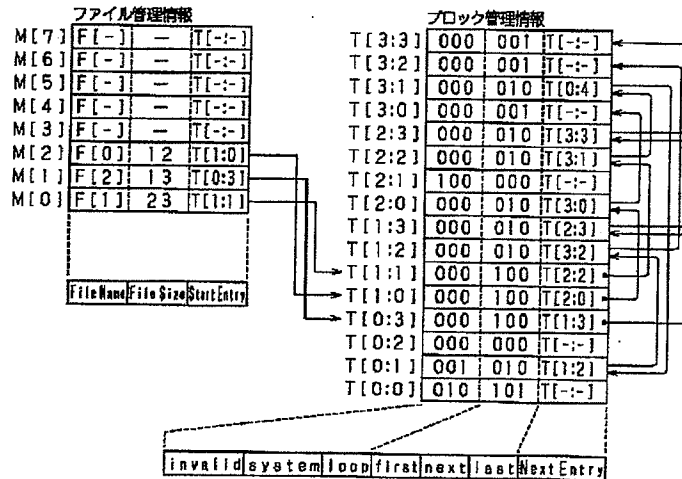 ファイル管理情報
M[7] F[-] — T[-:-]
M[6] F[-] — T[-:-]
M[5] F[-] — T[-:-]
M[4] F[-] — T[-:-]
M[3] F[-] — T[-:-]
M[2] F[0] 12 T[1:0]
M[1] F[2] 13 T[0:3]
M[0] F[1] 23 T[1:1]
FileName FileSize StartEntry
ブロック管理情報
T[3:3] 000 001 T[-:-]
T[3:2] 000 001 T[-:-]
T[3:1] 000 010 T[0:4]
T[3:0] 000 001 T[-:-]
T[2:3] 000 010 T[3:3]
T[2:2] 000 010 T[3:1]
T[2:1] 100 000 T[-:-]
T[2:0] 000 010 T[3:0]
T[1:3] 000 010 T[2:3]
T[1:2] 000 010 T[3:2]
T[1:1] 000 100 T[2:2]
T[1:0] 000 100 T[2:0]
T[0:3] 000 100 T[1:3]
T[0:2] 000 000 T[-:-]
T[0:1] 001 010 T[1:2]
T[0:0] 010 101 T[-:-]
invalid system loop first next last Next Entry